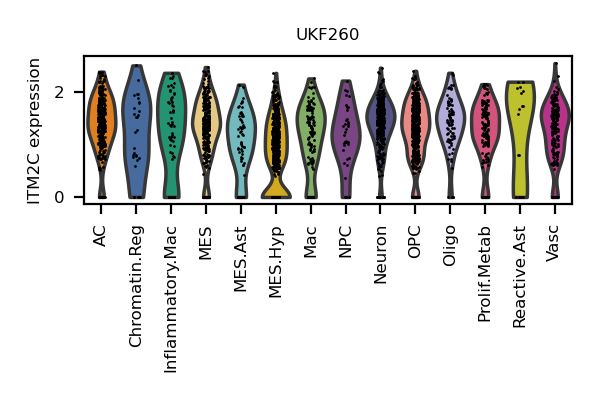 UKF260
ITM2C expression
2
0
AC
Chromatin.Reg
Inflammatory.Mac
MES
MES.Ast
MES.Hyp
Mac
NPC
Neuron
OPC
Oligo
Prolif.Metab
Reactive.Ast
Vasc